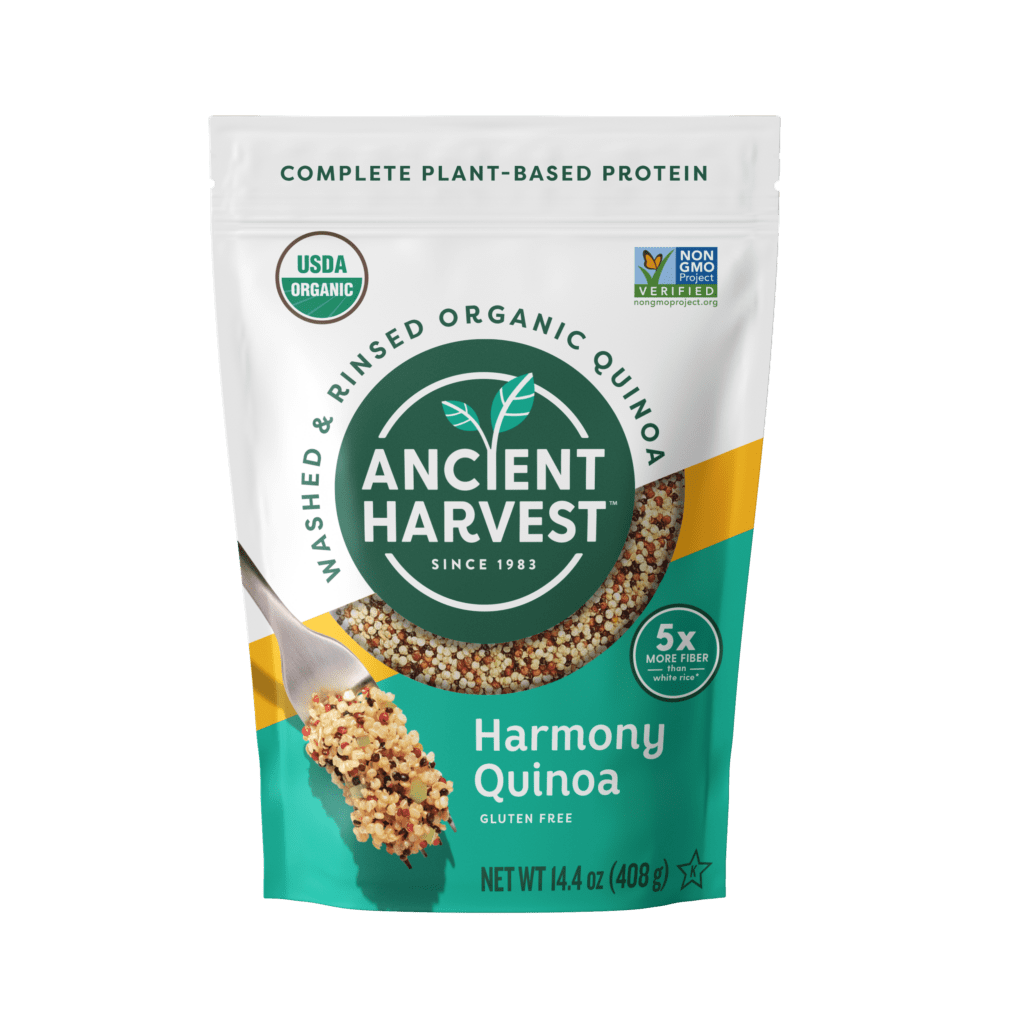 COMPLETE PLANT-BASED PROTEIN
USDA
ORGANIC
NON
GMO
Project
VERIFIED
nongmoproject.org
WASHED & RINSED ORGANIC QUINOA
ANCIENT
HARVEST™
SINCE 1983
5x
MORE FIBER
than
white rice*
Harmony
Quinoa
GLUTEN FREE
NET WT 14.4 oz (408 g)
K